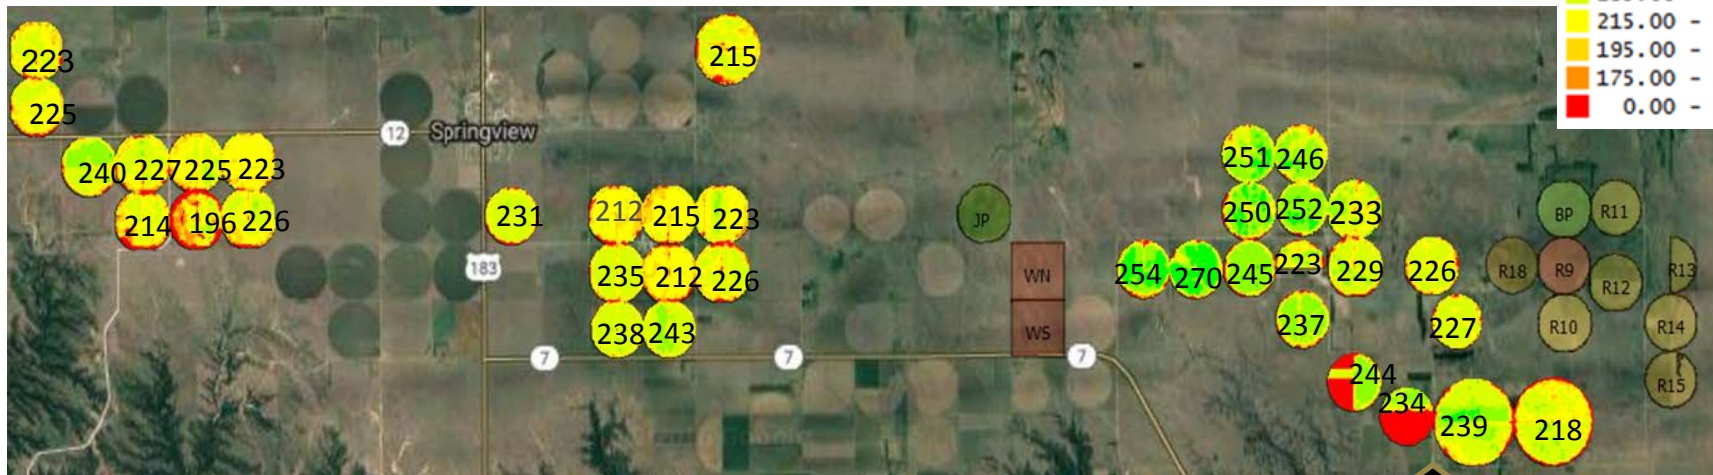 215.00 -
195.00 -
175.00 -
0.00 -
223
215
225
12 Springview
240 227 225 223
251 246
214 196 226
231
212 215 223
JP
250 252 233
BP R11
183
235 212 226
WN
254 270 245 223 229 226
R18 R9 R12 R13
238 243
WS
237
227
R10 R14
7 7 7
244
R15
234
239 218